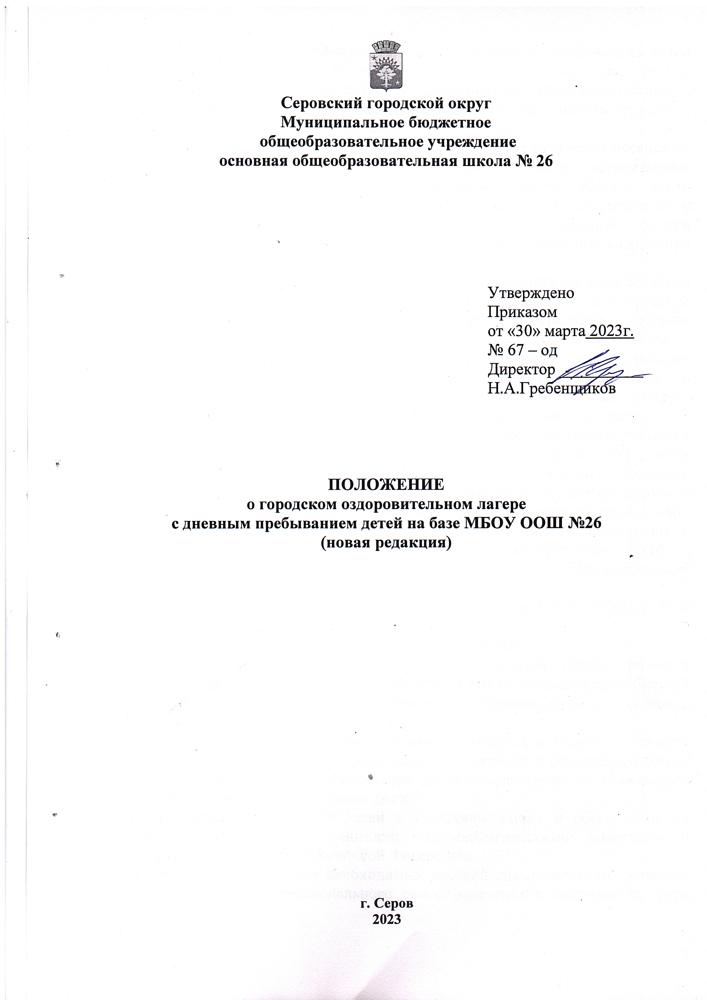 Серовский городской округ
Муниципальное бюджетное
общеобразовательное учреждение
основная общеобразовательная школа № 26
Утверждено
Приказом
от «30» марта 2023г.
№ 67 – од
Директор
Н.А.Гребенщиков
ПОЛОЖЕНИЕ
о городском оздоровительном лагере
с дневным пребыванием детей на базе МБОУ ООШ №26
(новая редакция)
г. Серов
2023